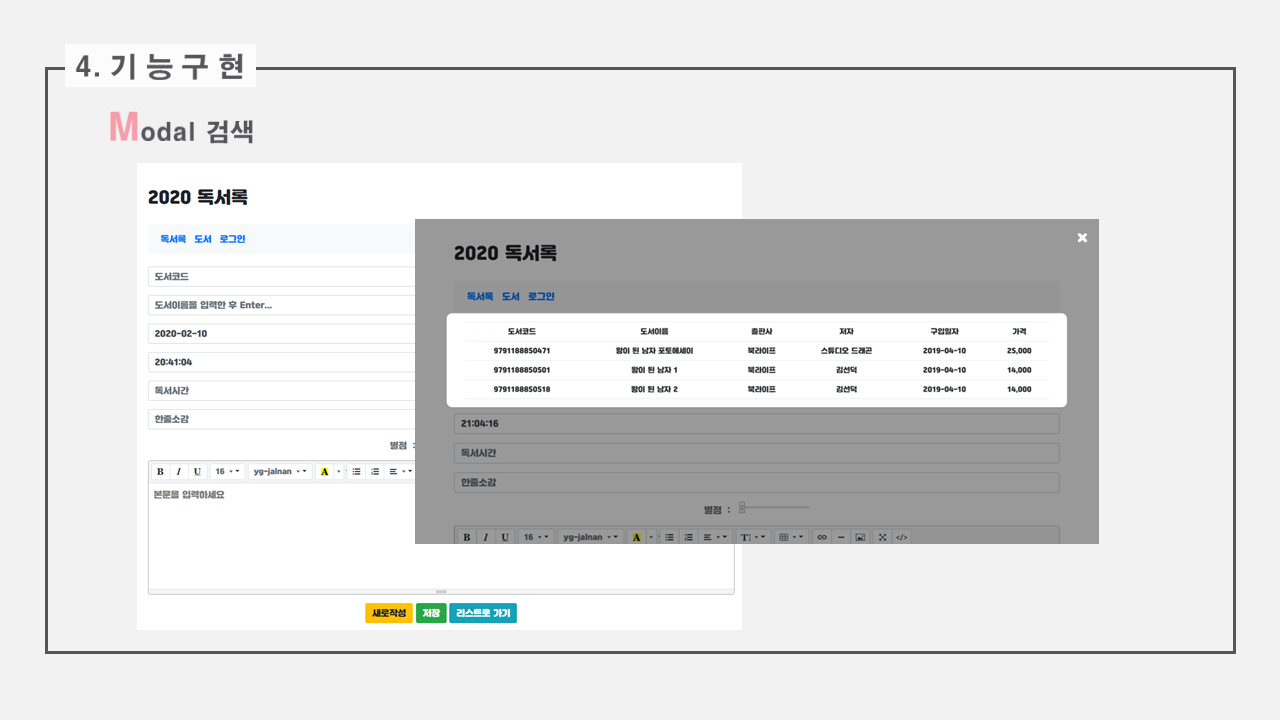 4. 기 능 구 현
Modal 검색
2020 독서록
독서록 도서 로그인
도서코드
도서이름을 입력한 후 Enter...
2020-02-10
20:41:04
독서시간
한줄소감
별점 :
B I U 16 yg-jalnan A
본문을 입력하세요
새로작성 저장 리스트로 가기
×
2020 독서록
독서록 도서 로그인
도서코드 도서이름 출판사 저자 구입일자 가격
9791188850471 왕이 된 남자 포토에세이 북라이프 스튜디오 드래곤 2019-04-10 25,000
9791188850501 왕이 된 남자 1 북라이프 김선덕 2019-04-10 14,000
9791188850518 왕이 된 남자 2 북라이프 김선덕 2019-04-10 14,000
21:04:16
독서시간
한줄소감
별점 :
B I U 16 yg-jalnan A T </>